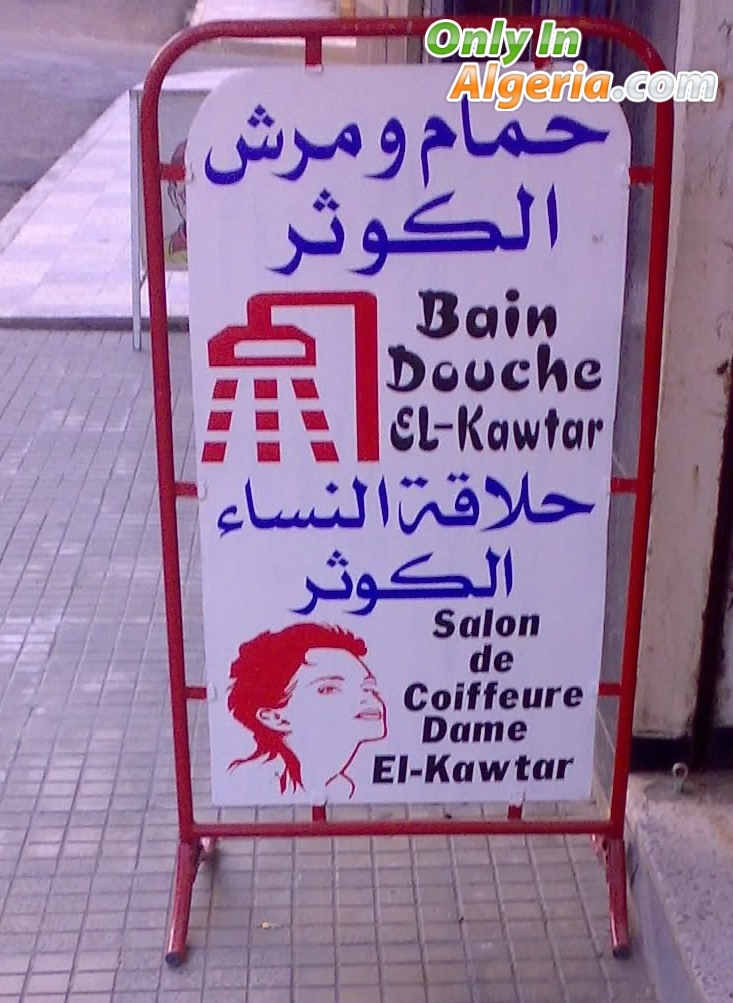 Only In
Algeria.com
حمام و مرش
الكوثر
Bain
Douche
EL-Kawtar
حلاقة النساء
الكوثر
Salon
de
Coiffeure
Dame
El-Kawtar